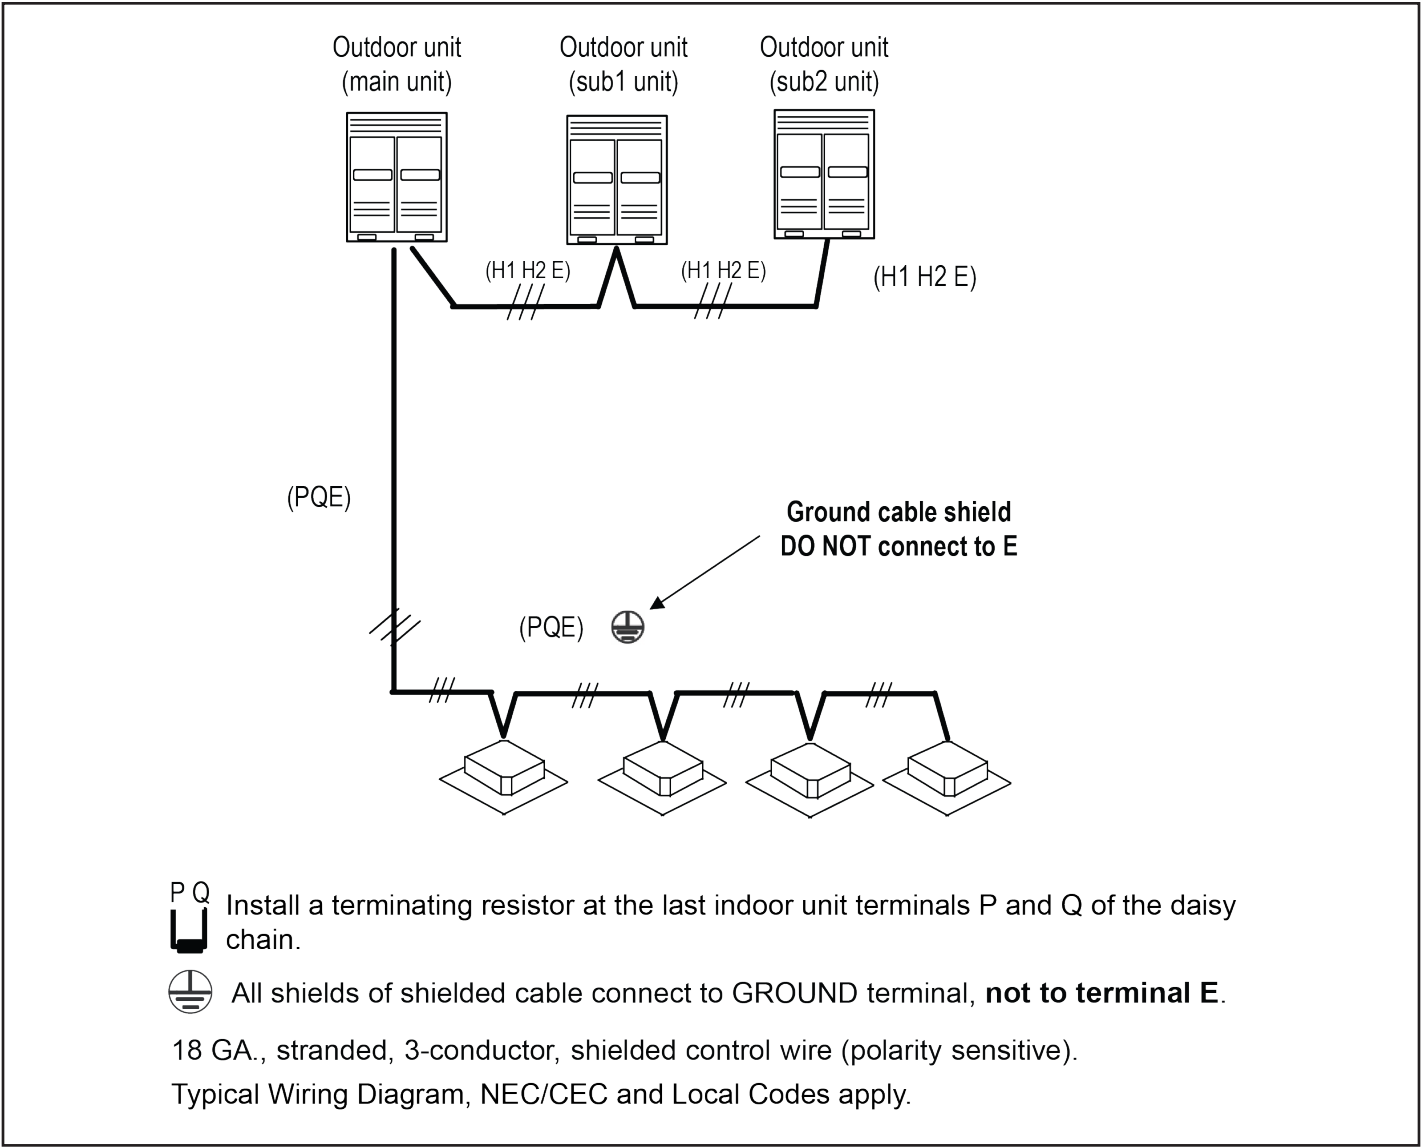 Outdoor unit
(main unit)
Outdoor unit
(sub1 unit)
Outdoor unit
(sub2 unit)
(H1 H2 E)
(H1 H2 E)
(H1 H2 E)
(PQE)
Ground cable shield
DO NOT connect to E
(PQE)
P Q
Install a terminating resistor at the last indoor unit terminals P and Q of the daisy
chain.
All shields of shielded cable connect to GROUND terminal, not to terminal E.
18 GA., stranded, 3-conductor, shielded control wire (polarity sensitive).
Typical Wiring Diagram, NEC/CEC and Local Codes apply.